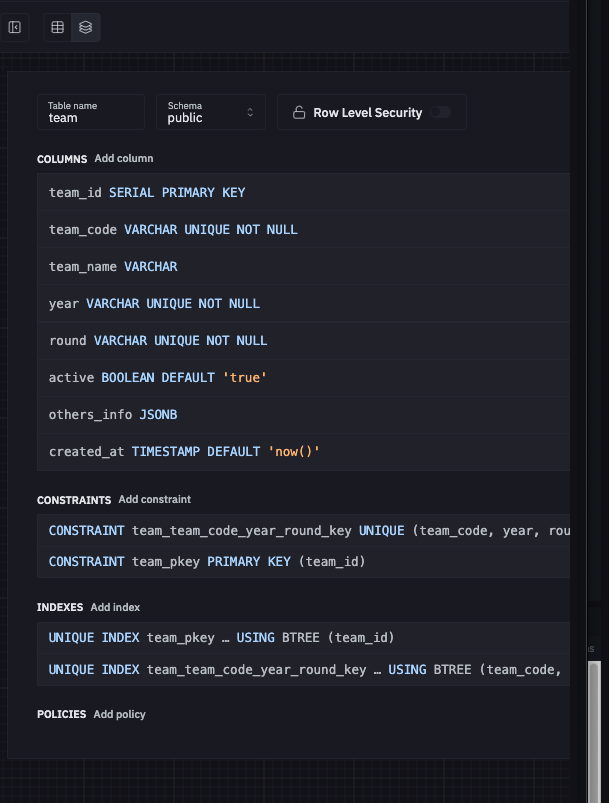 Table name
team
Schema
public
Row Level Security
COLUMNS Add column
team_id SERIAL PRIMARY KEY
team_code VARCHAR UNIQUE NOT NULL
team_name VARCHAR
year VARCHAR UNIQUE NOT NULL
round VARCHAR UNIQUE NOT NULL
active BOOLEAN DEFAULT 'true'
others_info JSONB
created_at TIMESTAMP DEFAULT 'now()'
CONSTRAINTS Add constraint
CONSTRAINT team_team_code_year_round_key UNIQUE (team_code, year, rou
CONSTRAINT team_pkey PRIMARY KEY (team_id)
INDEXES Add index
UNIQUE INDEX team_pkey … USING BTREE (team_id)
UNIQUE INDEX team_team_code_year_round_key … USING BTREE (team_code,
POLICIES Add policy